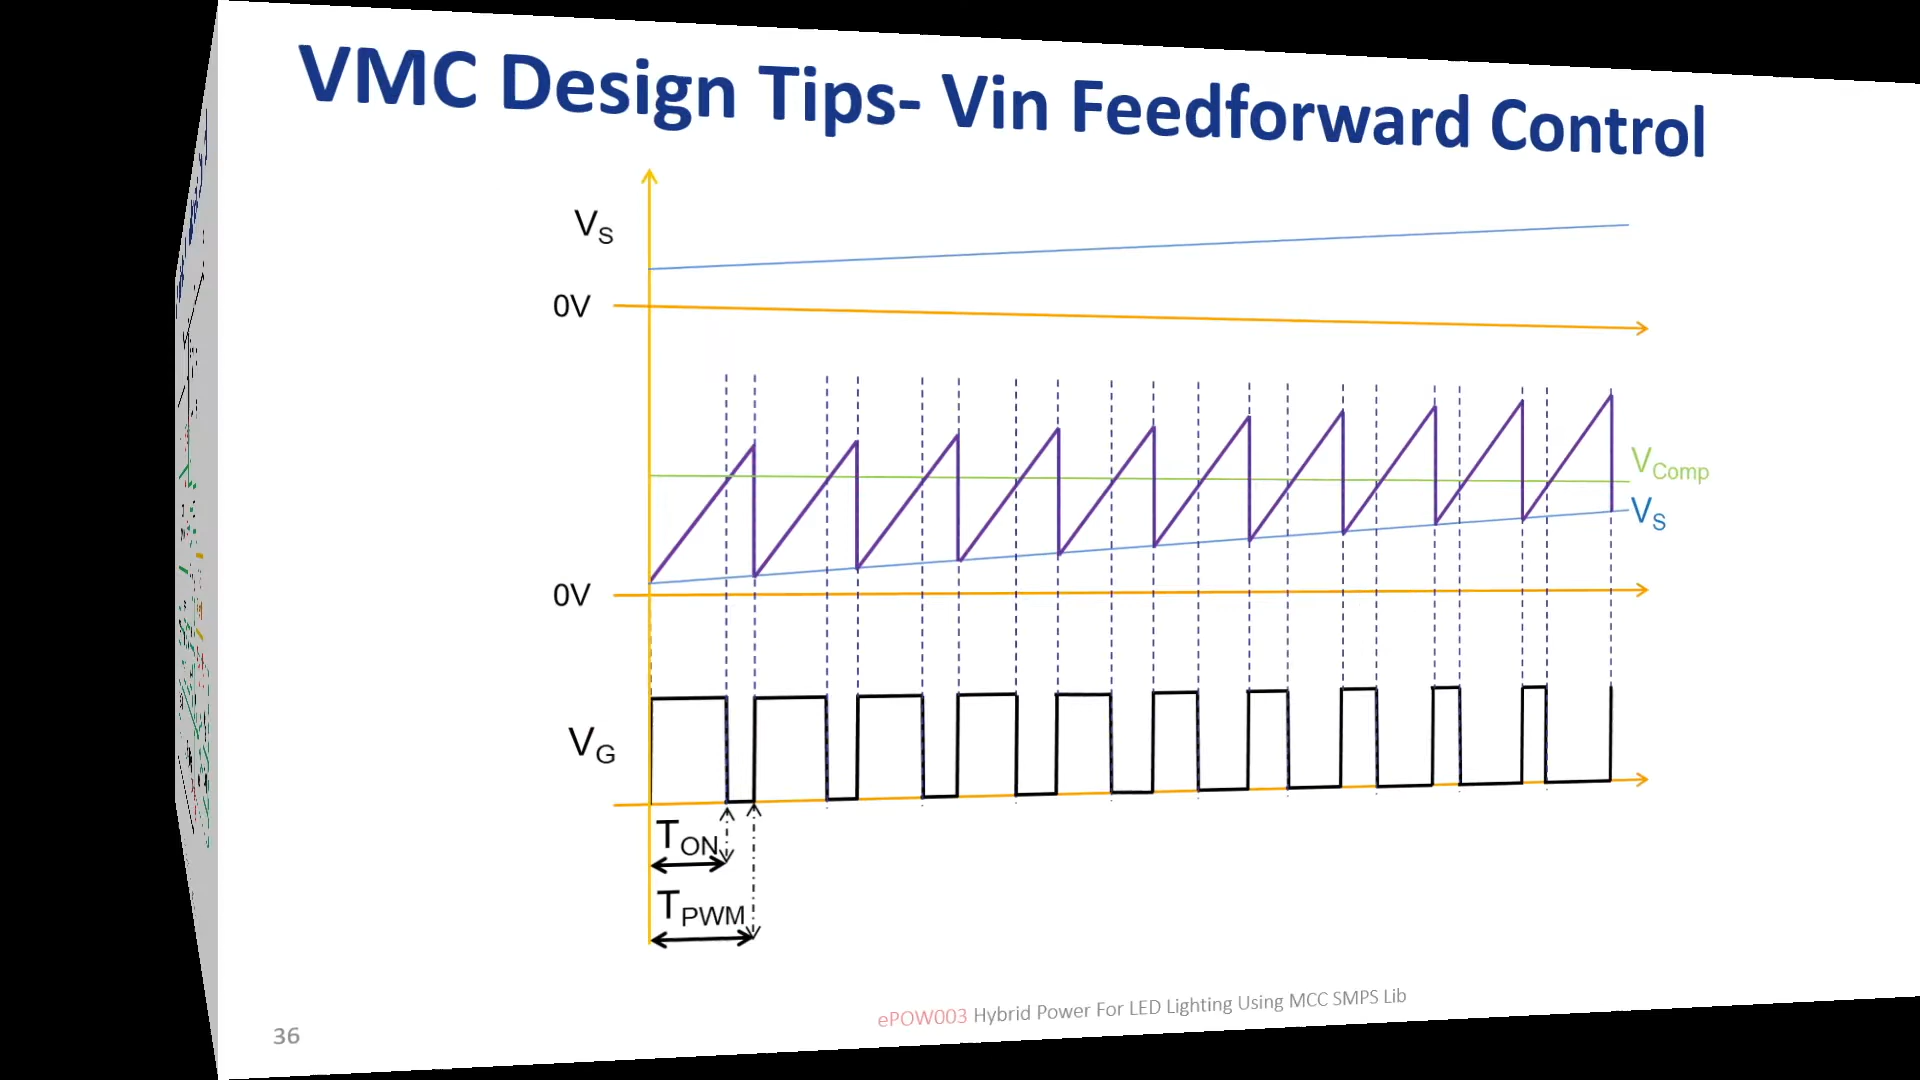 VMC Design Tips- Vin Feedforward Control
VS
0V
VComp
VS
0V
VG
TON
TPWM
ePOW003 Hybrid Power For LED Lighting Using MCC SMPS Lib
36